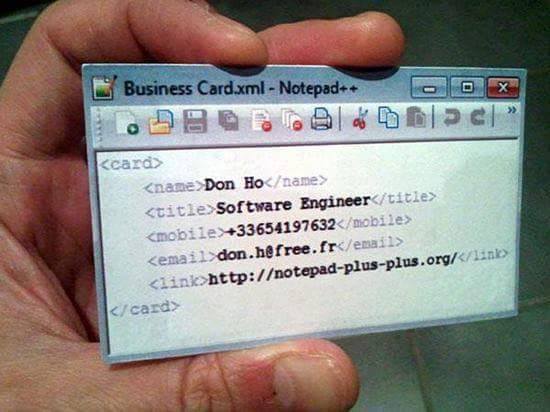 Business Card.xml - Notepad++
<card>
<name>Don Ho</name>
<title>Software Engineer</title>
<mobile>+33654197632</mobile>
<email>don.h@free.fr</email>
<link>http://notepad-plus-plus.org/</link>
</card>